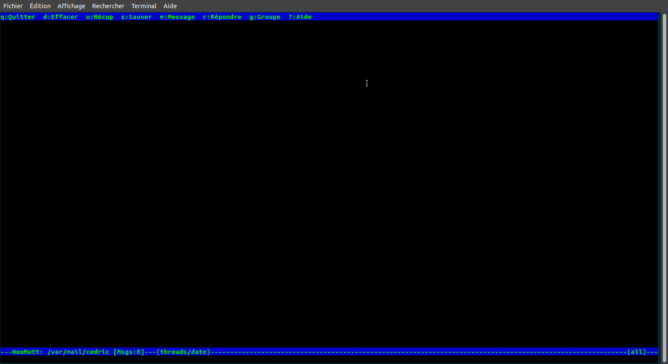 Fichier Édition Affichage Rechercher Terminal Aide
q:Quitter d:Effacer u:Récup s:Sauver m:Message r:Répondre g:Groupe ?:Aide
---NeoMutt: /var/mail/cedric [Msgs:0]---(threads/date)----------------------------------------------------------------------------------------------------(all)---